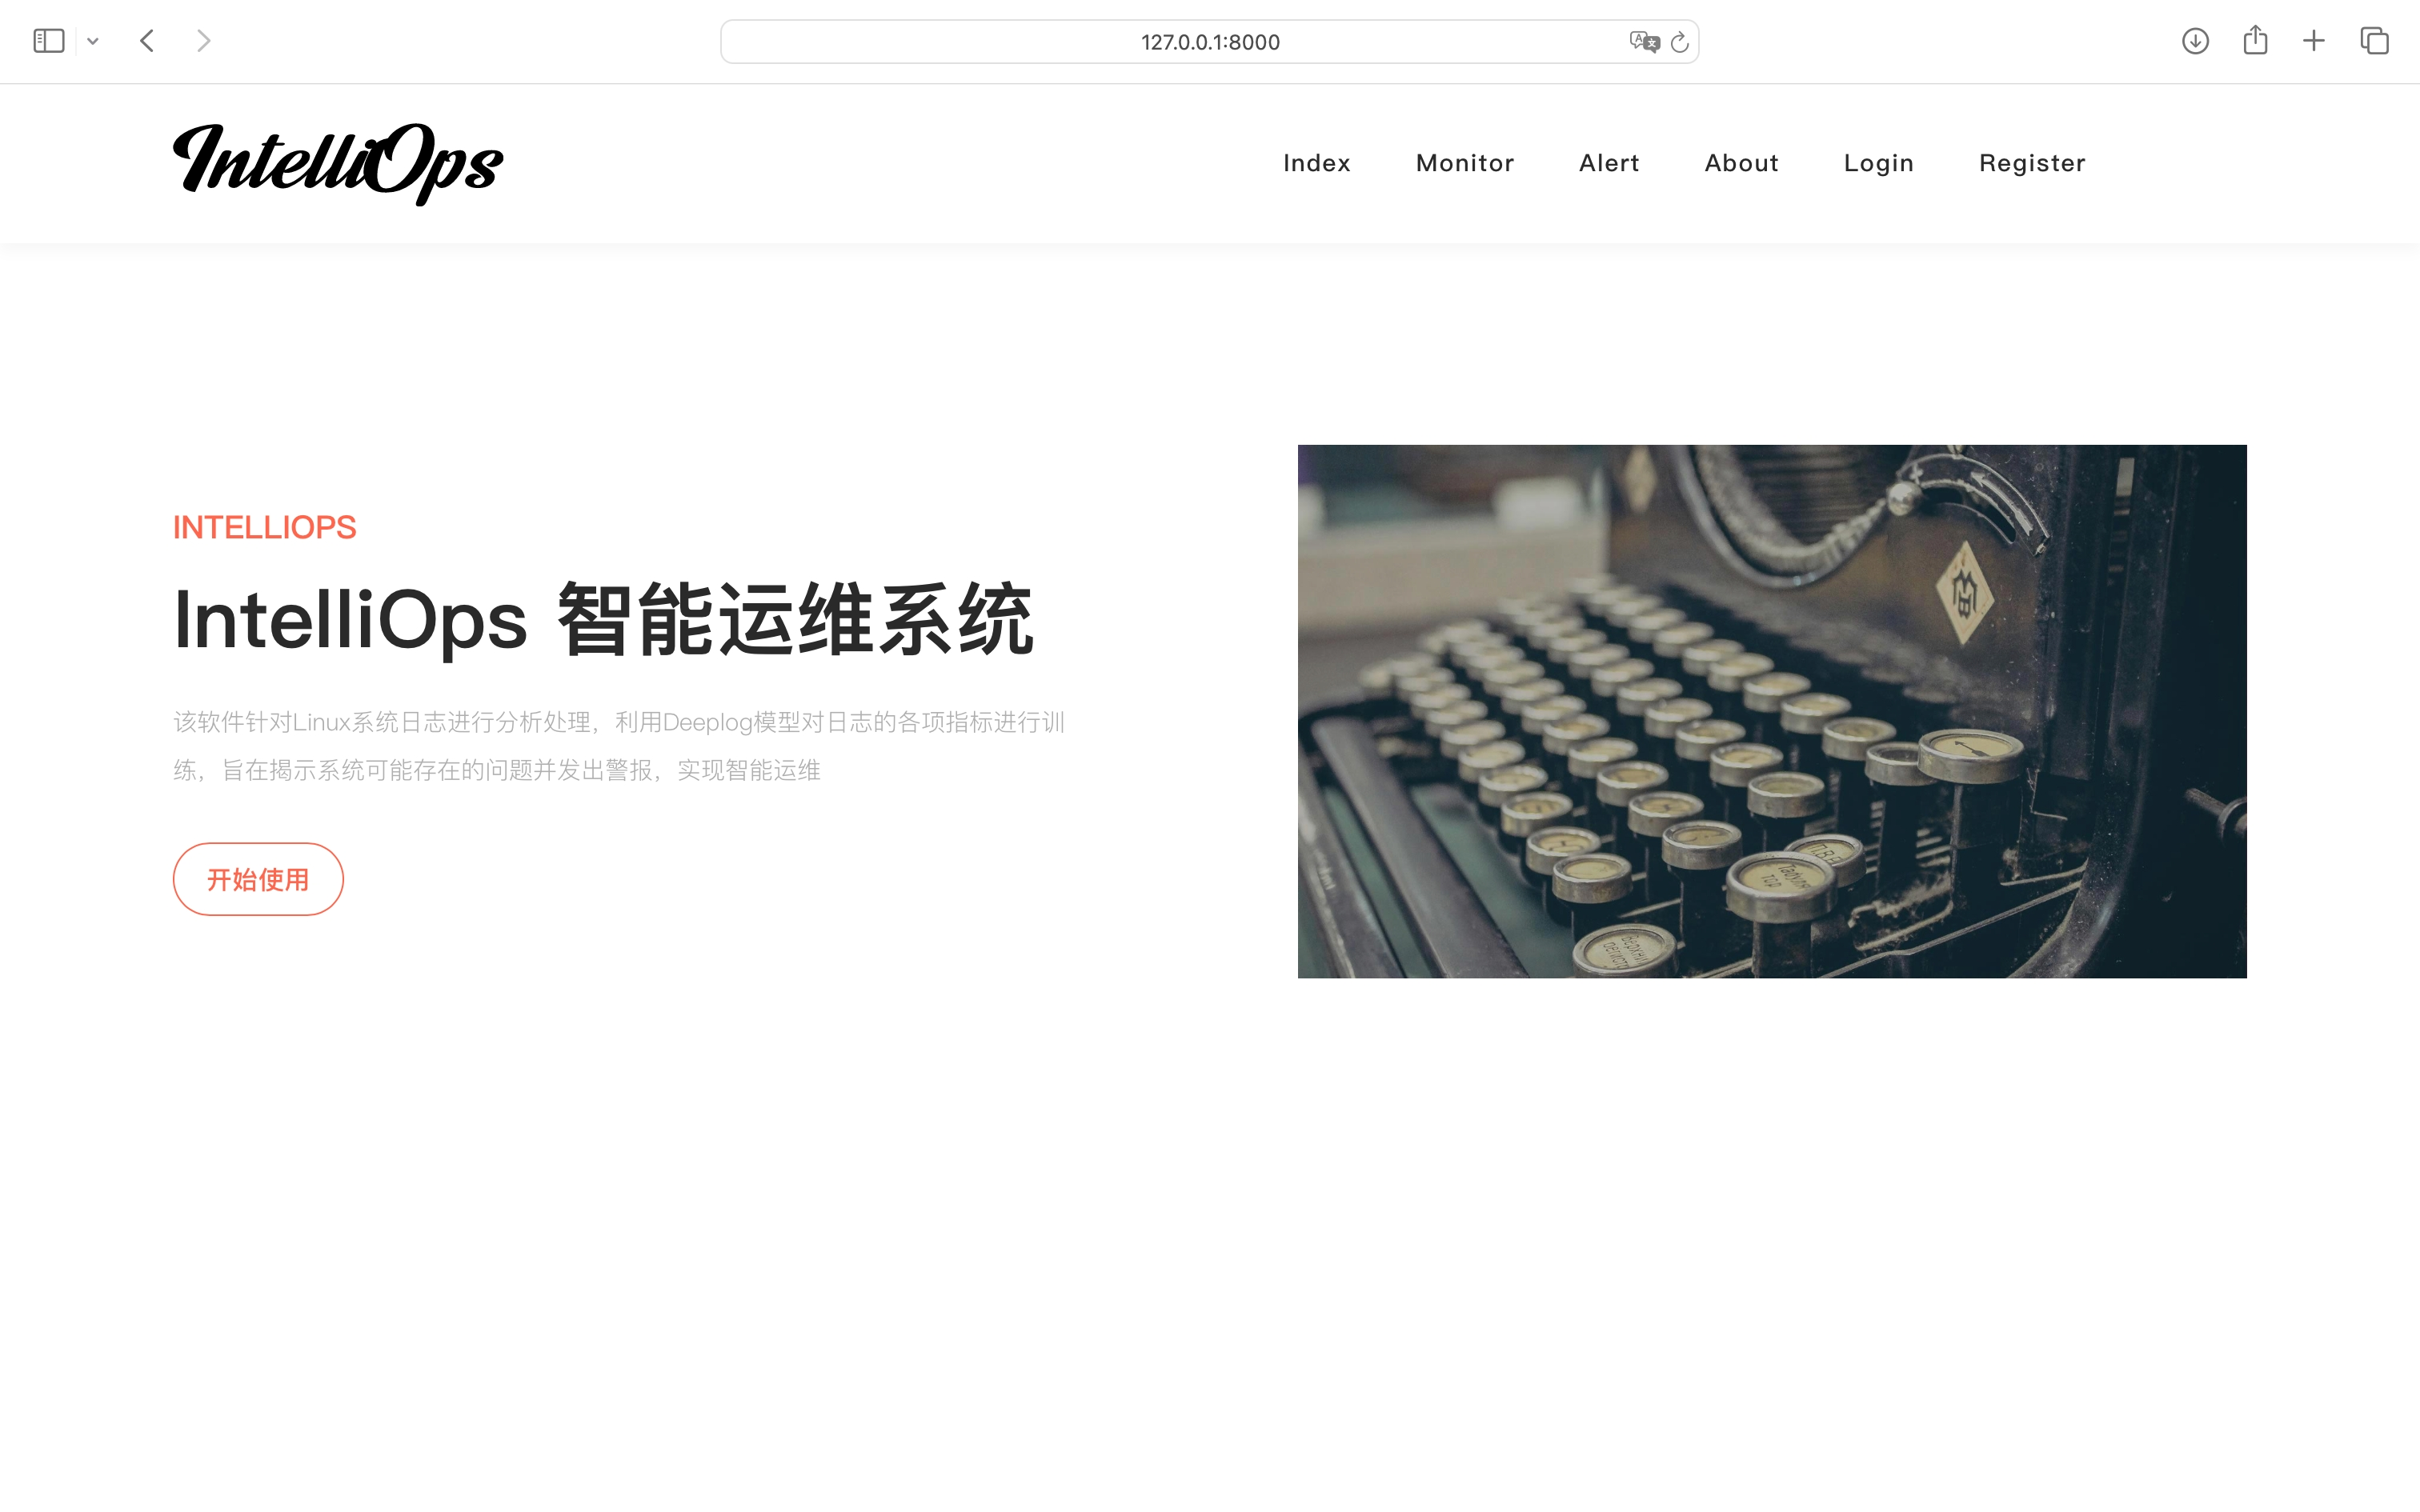 127.0.0.1:8000
IntelliOps
Index Monitor Alert About Login Register
INTELLIOPS
IntelliOps 智能运维系统
该软件针对Linux系统日志进行分析处理，利用Deeplog模型对日志的各项指标进行训
练，旨在揭示系统可能存在的问题并发出警报，实现智能运维
开始使用